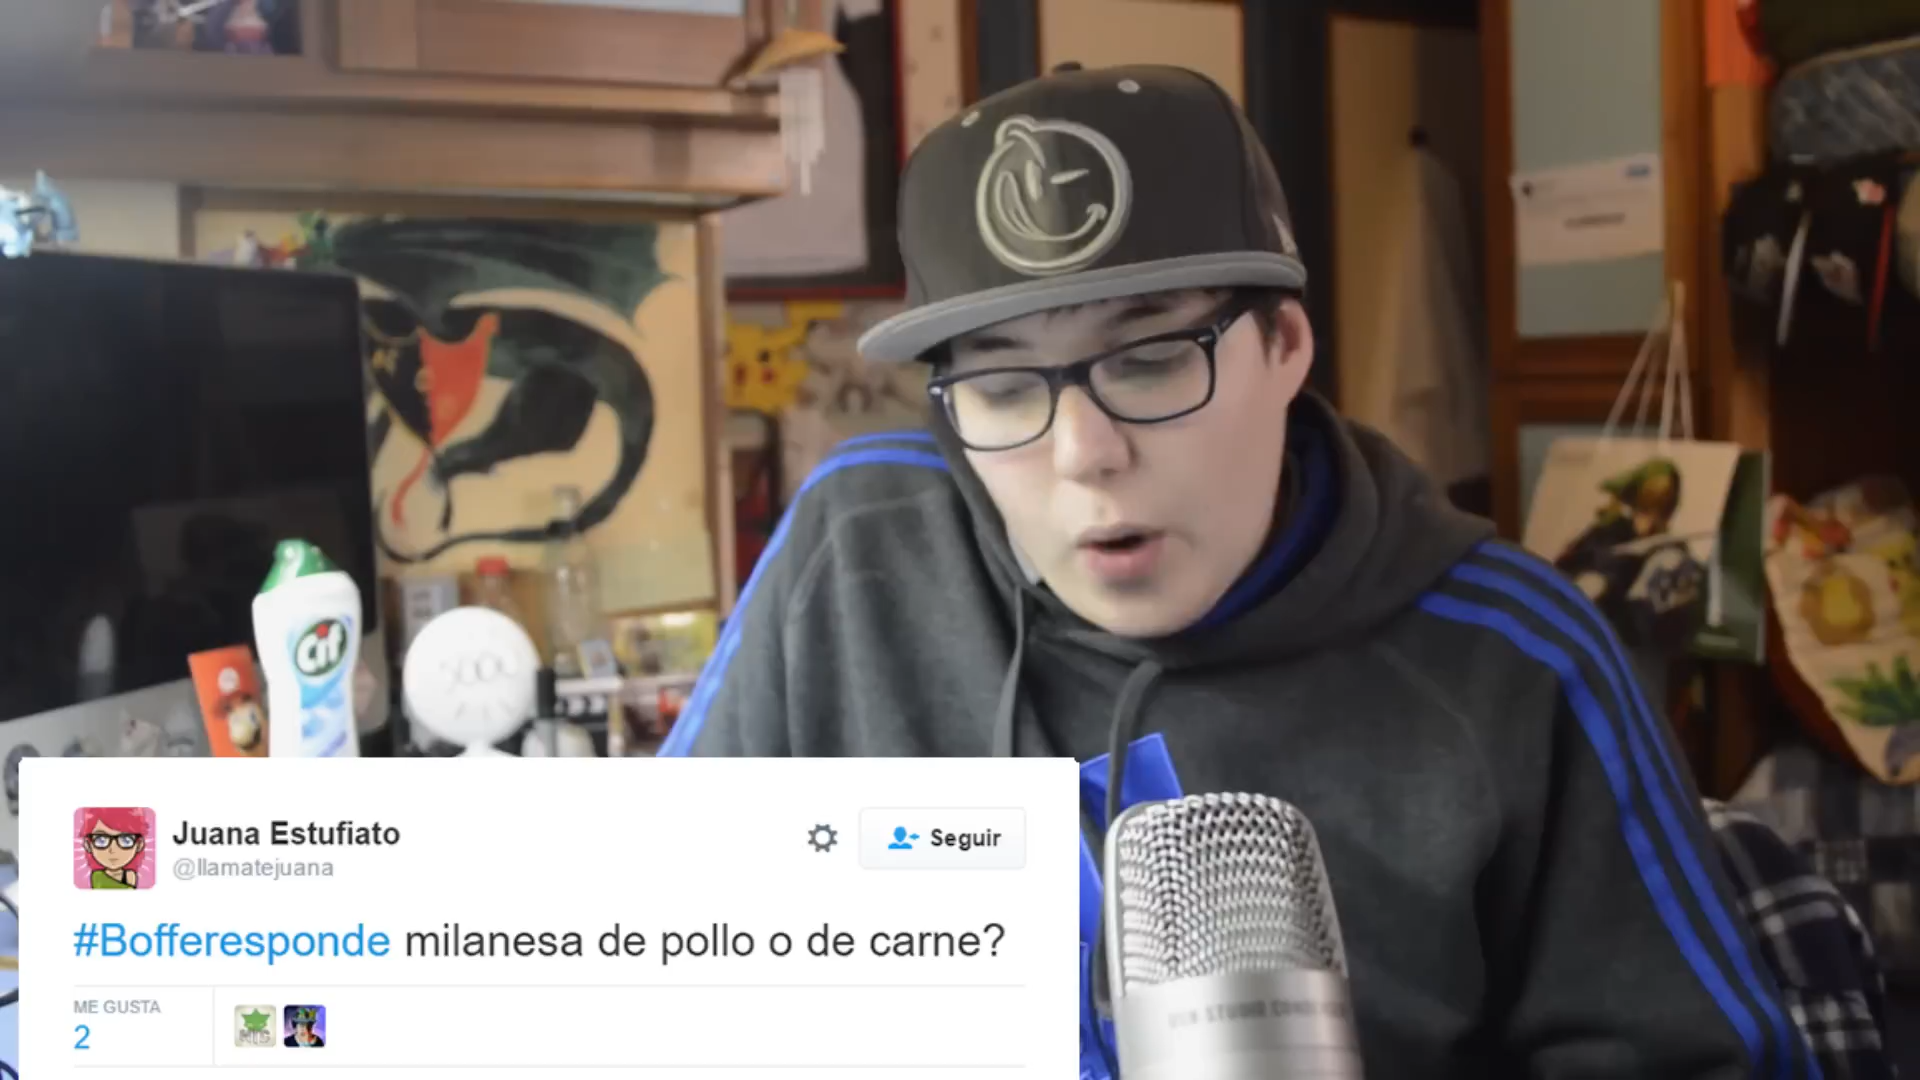 cif
Juana Estufiato
@llamatejuana
Seguir
#Bofferesponde milanesa de pollo o de carne?
ME GUSTA
2